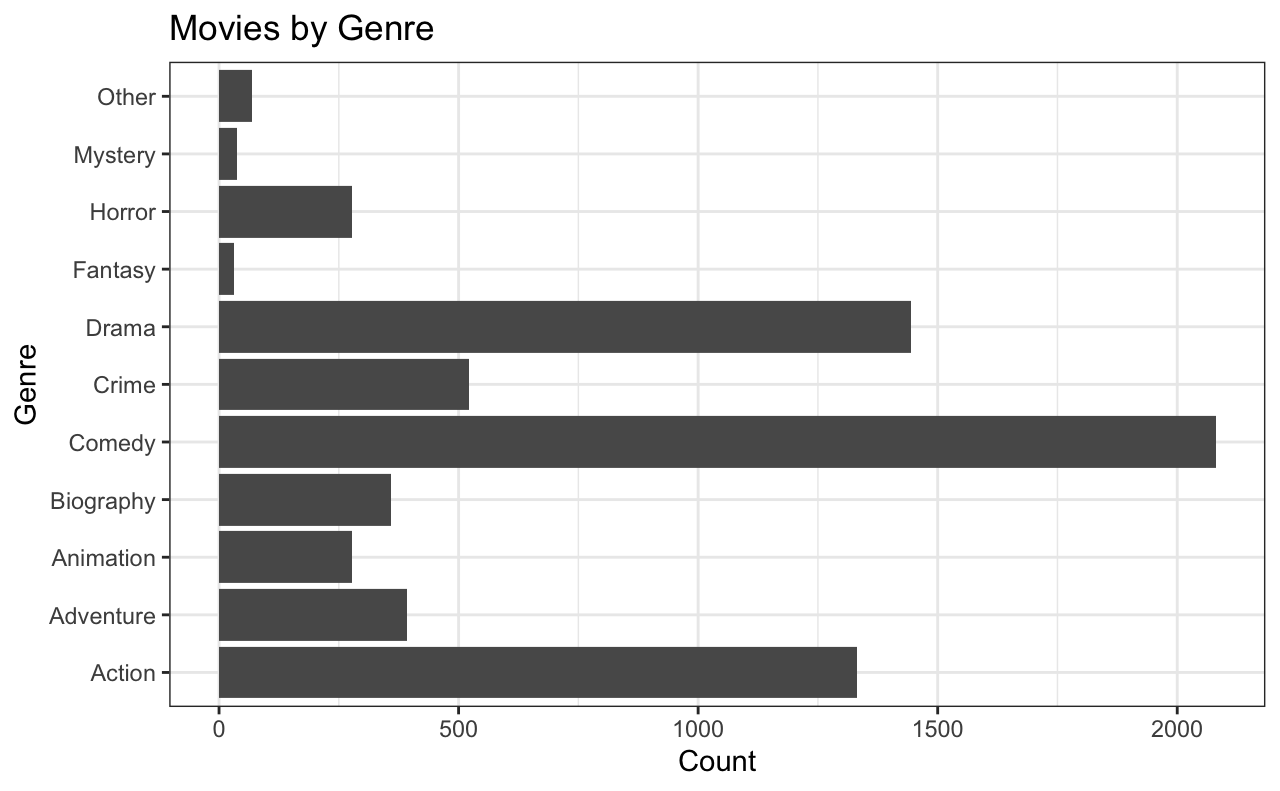 Movies by Genre
Other
Mystery
Horror
Fantasy
Drama
Crime
Comedy
Biography
Animation
Adventure
Action
Genre
0 500 1000 1500 2000
Count